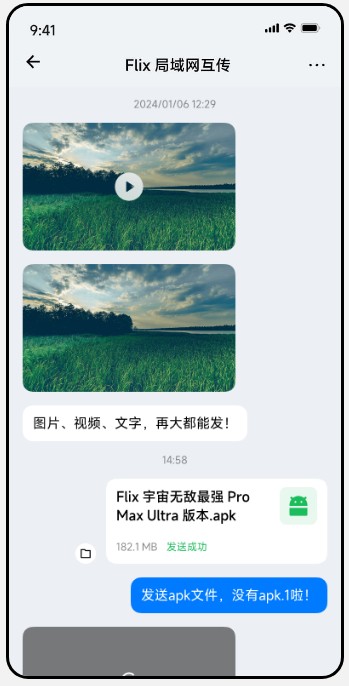 9:41
Flix 局域网互传
2024/01/06 12:29
图片、视频、文字，再大都能发！
14:58
Flix 宇宙无敌最强 Pro
Max Ultra 版本.apk
182.1 MB 发送成功
发送apk文件，没有apk.1啦！